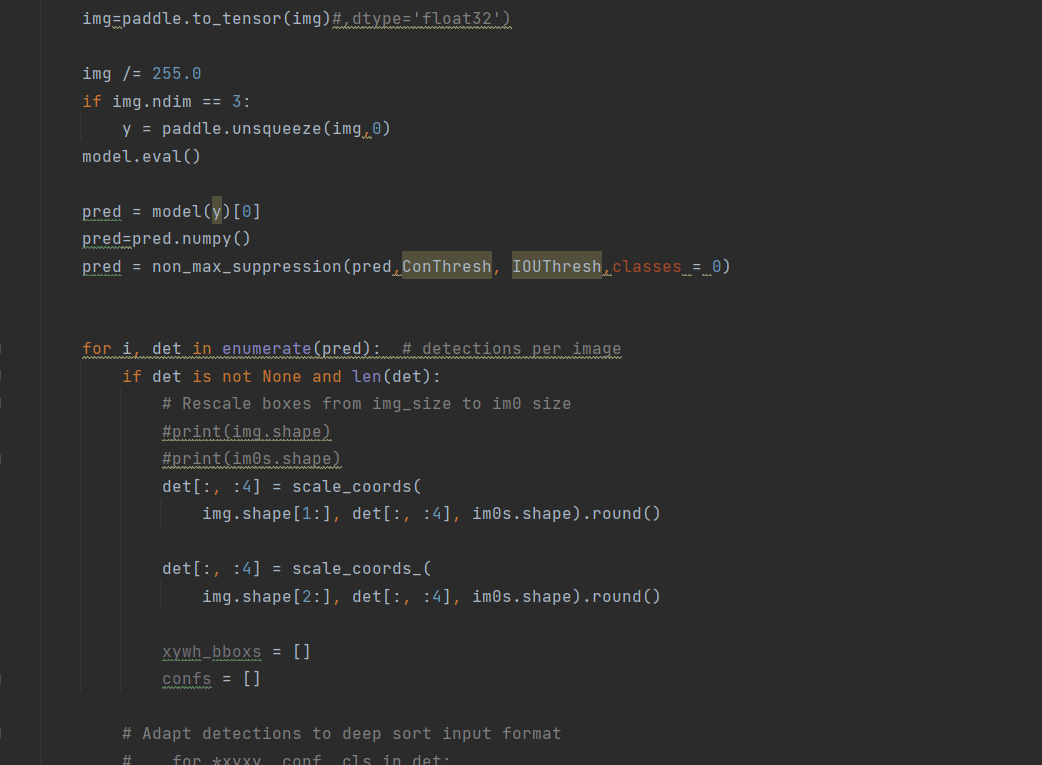 img=paddle.to_tensor(img)#,dtype='float32')
img /= 255.0
if img.ndim == 3:
y = paddle.unsqueeze(img,0)
model.eval()
pred = model(y)[0]
pred=pred.numpy()
pred = non_max_suppression(pred,ConThresh, IOUThresh,classes = 0)
for i, det in enumerate(pred):  # detections per image
if det is not None and len(det):
# Rescale boxes from img_size to im0 size
#print(img.shape)
#print(im0s.shape)
det[:, :4] = scale_coords(
img.shape[1:], det[:, :4], im0s.shape).round()
det[:, :4] = scale_coords_(
img.shape[2:], det[:, :4], im0s.shape).round()
xywh_bboxs = []
confs = []
# Adapt detections to deep sort input format
#    for *xyxy, conf, cls in det: